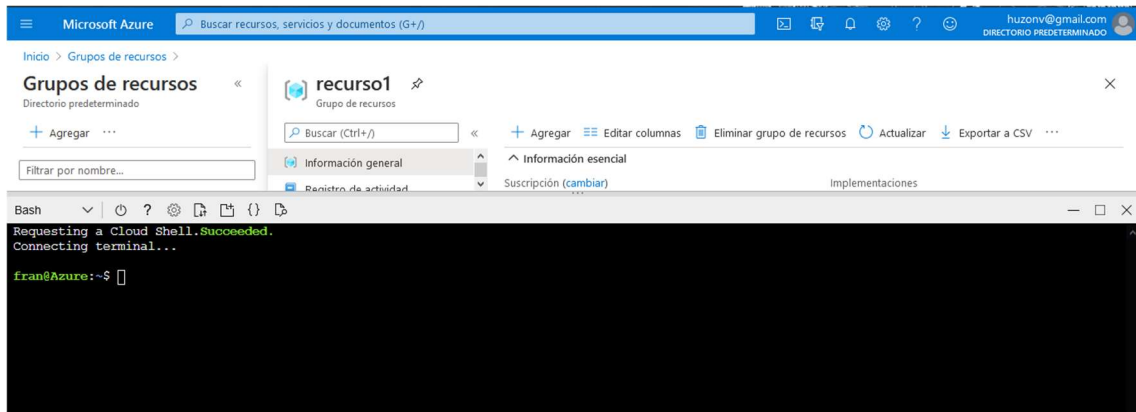 Microsoft Azure
Buscar recursos, servicios y documentos (G+/)
huzonv@gmail.com
DIRECTORIO PREDETERMINADO
Inicio > Grupos de recursos >
Grupos de recursos
Directorio predeterminado
+ Agregar ...
Filtrar por nombre...
recurso1
Grupo de recursos
Buscar (Ctrl+/)
Información general
Registro de actividad
+ Agregar Editar columnas Eliminar grupo de recursos Actualizar Exportar a CSV ...
Información esencial
Suscripción (cambiar) Implementaciones
Bash
Requesting a Cloud Shell.Succeeded.
Connecting terminal...
fran@Azure:~$